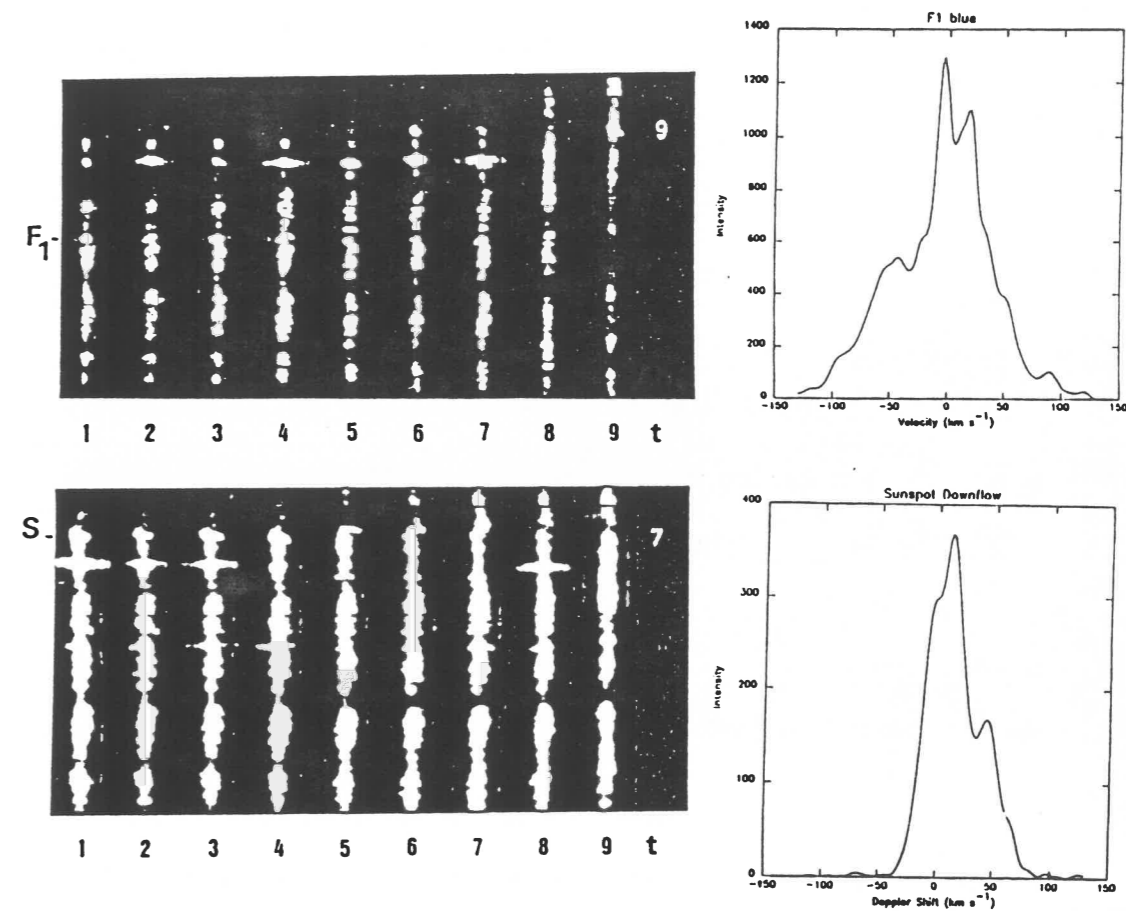 F1 blue
1400
1200
1000
800
600
400
200
0
Intensity
-150 -100 -50 0 50 100 150
Velocity (km s⁻¹)
9
F₁-
1 2 3 4 5 6 7 8 9 t
Sunspot Downflow
400
300
200
100
0
Intensity
-150 -100 -50 0 50 100 150
Doppler Shift (km s⁻¹)
S-
7
1 2 3 4 5 6 7 8 9 t